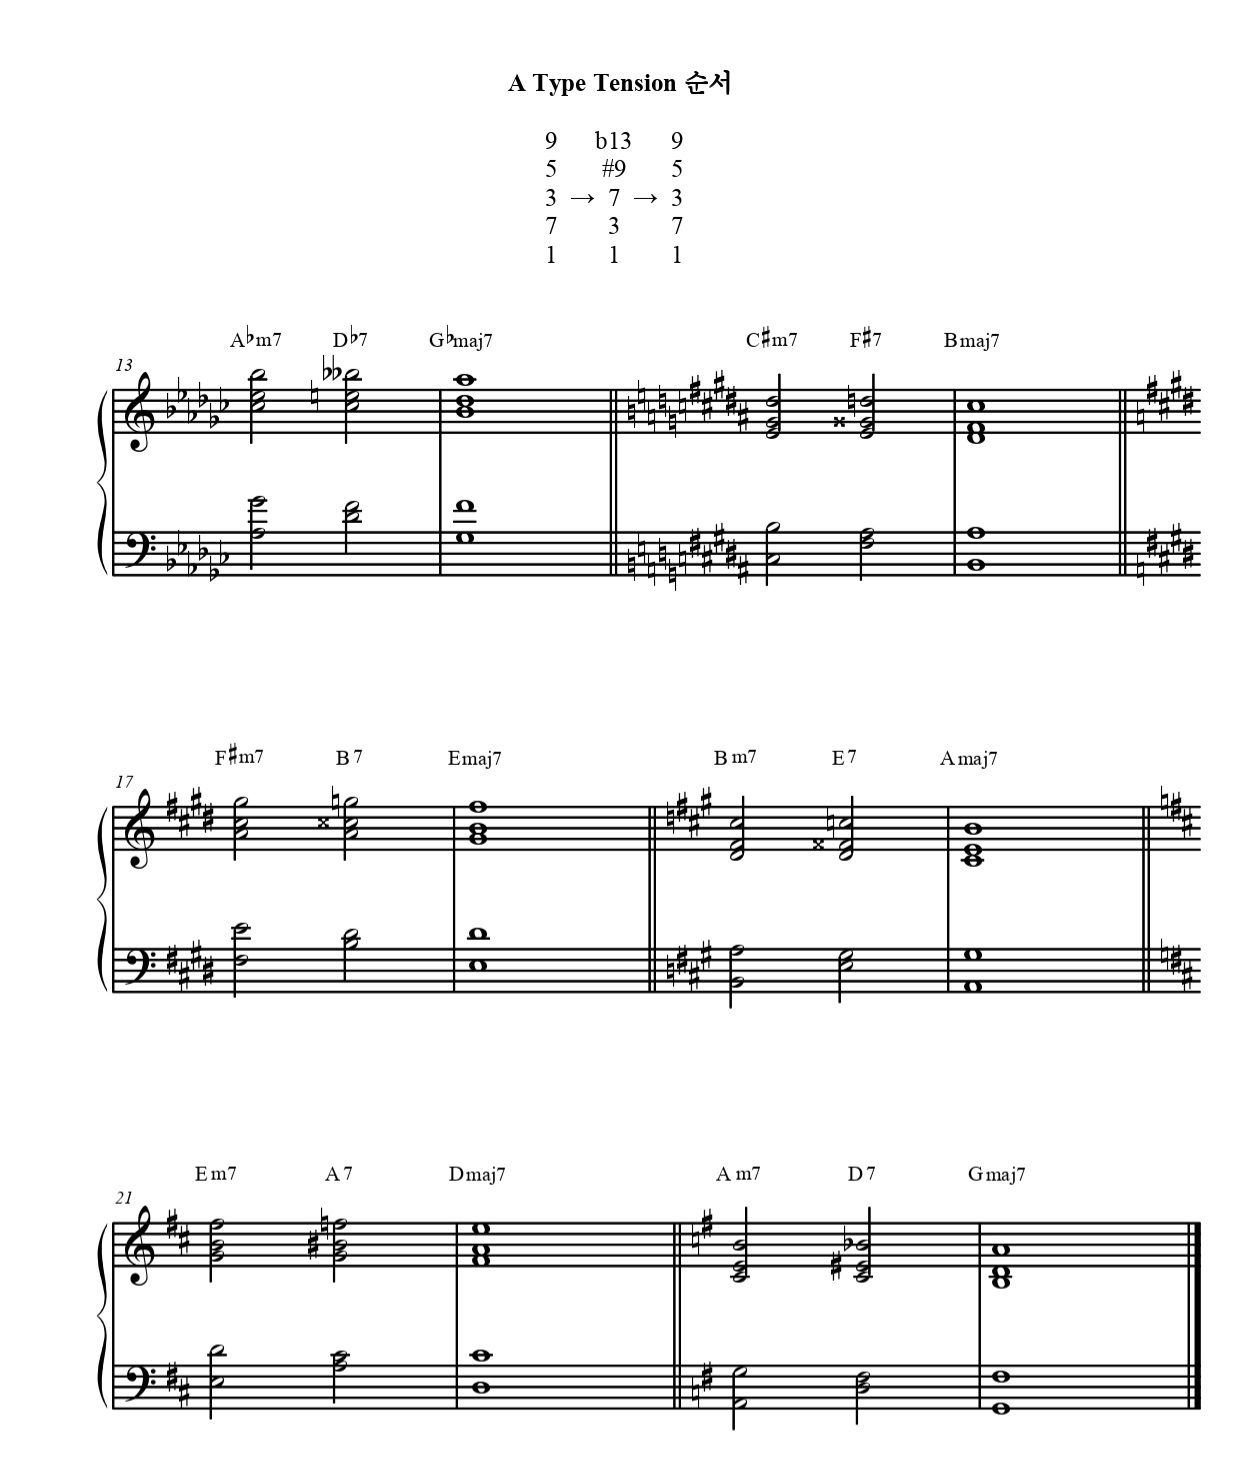 A Type Tension 순서
9 b13 9
5 #9 5
3 → 7 → 3
7 3 7
1 1 1
A♭m7 D♭7 G♭maj7 C#m7 F#7 Bmaj7
13
F#m7 B7 Emaj7 Bm7 E7 Amaj7
17
Em7 A7 Dmaj7 Am7 D7 Gmaj7
21